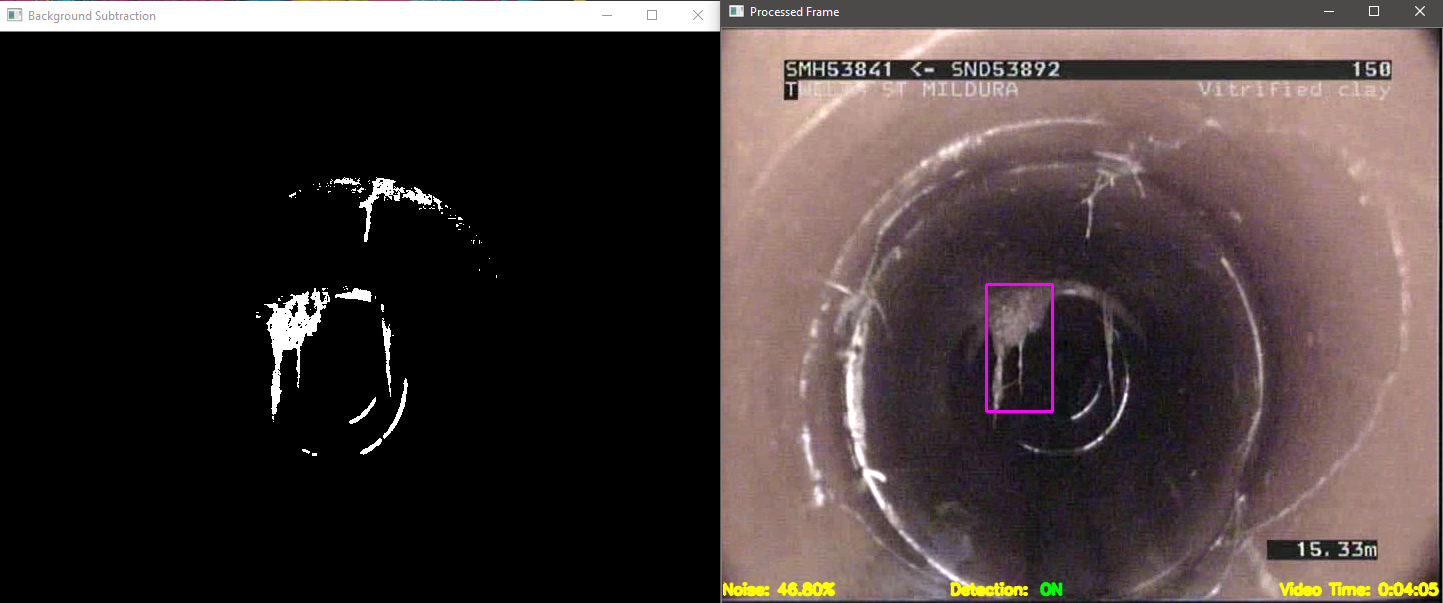 Background Subtraction
Processed Frame
SMH53841 <- SND53892 150
ST MILDURA Vitrified clay
15.33m
Noise: 46.80% Detection: ON Video Time: 0:04:05